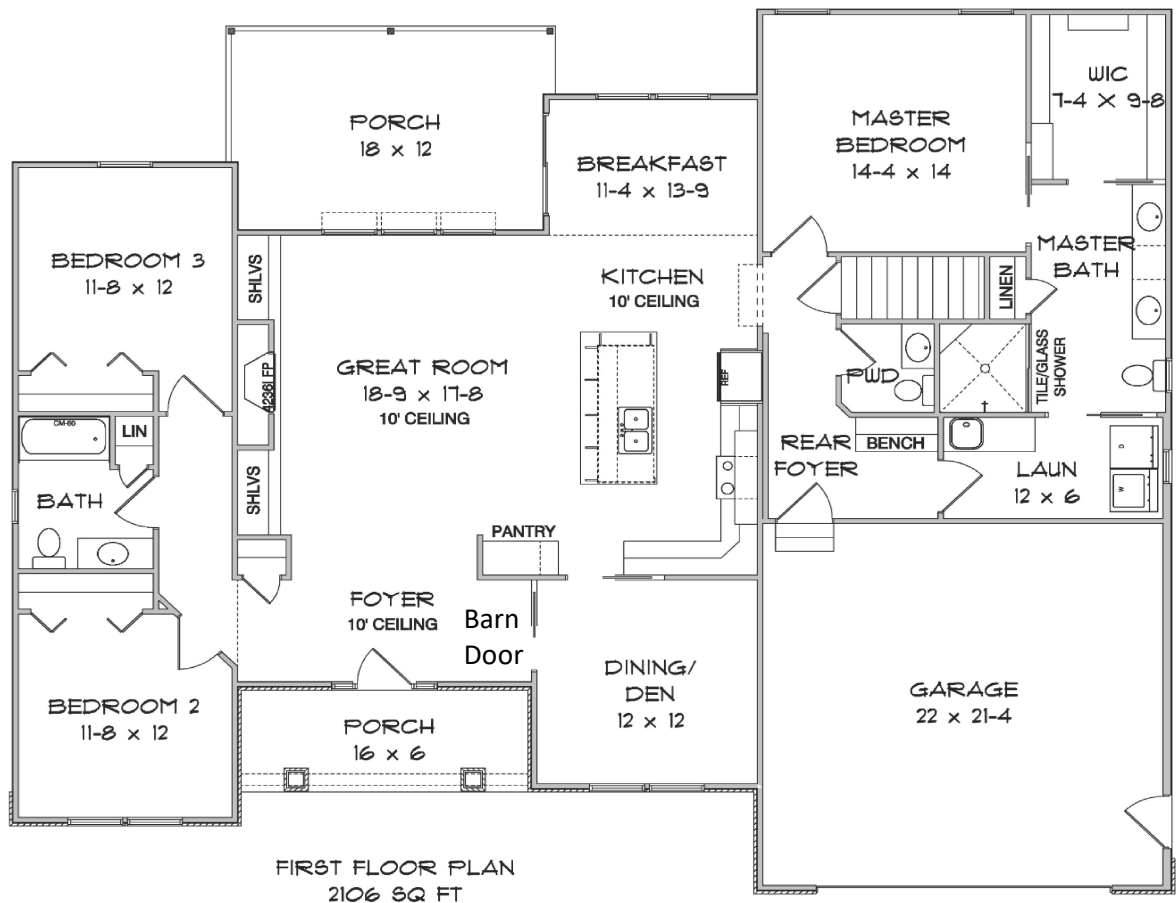 WIC
7-4 X 9-8
PORCH
18 x 12
MASTER
BEDROOM
14-4 x 14
BREAKFAST
11-4 x 13-9
BEDROOM 3
11-8 x 12
SHLVS
KITCHEN
10' CEILING
MASTER
BATH
LINEN
GREAT ROOM
18-9 x 17-8
10' CEILING
4236LFP
REF
PWD
TILE/GLASS
SHOWER
CM-60
LIN
BATH
SHLVS
REAR
FOYER
BENCH
LAUN
12 x 6
W
PANTRY
FOYER
10' CEILING
Barn
Door
DINING/
DEN
12 x 12
GARAGE
22 x 21-4
BEDROOM 2
11-8 x 12
PORCH
16 x 6
FIRST FLOOR PLAN
2106 SQ FT